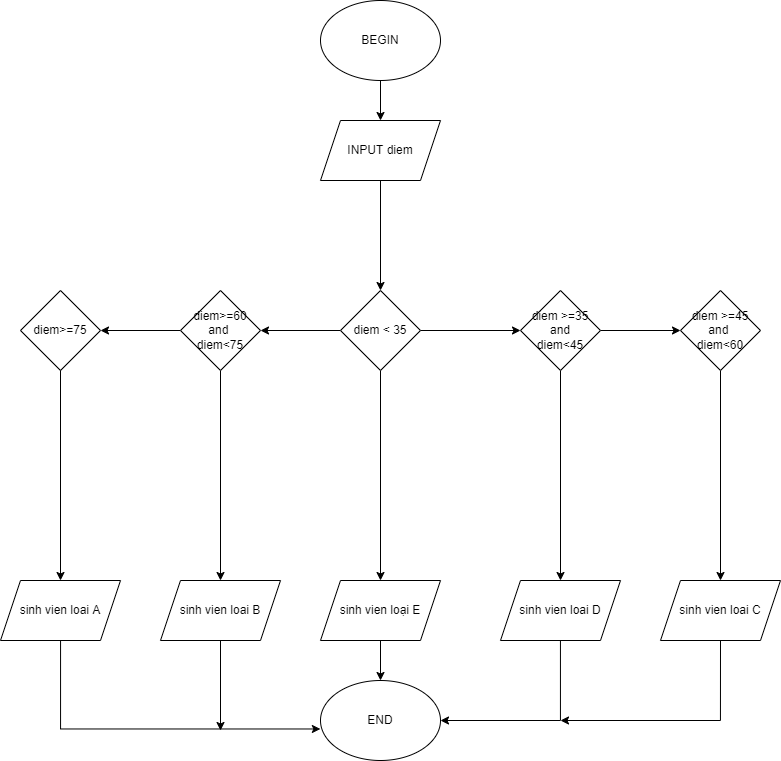 BEGIN
INPUT diem
diem>=75
diem>=60
and
diem<75
diem < 35
diem >=35
and
diem<45
diem >=45
and
diem<60
sinh vien loai A
sinh vien loai B
sinh vien loại E
sinh vien loai D
sinh vien loai C
END